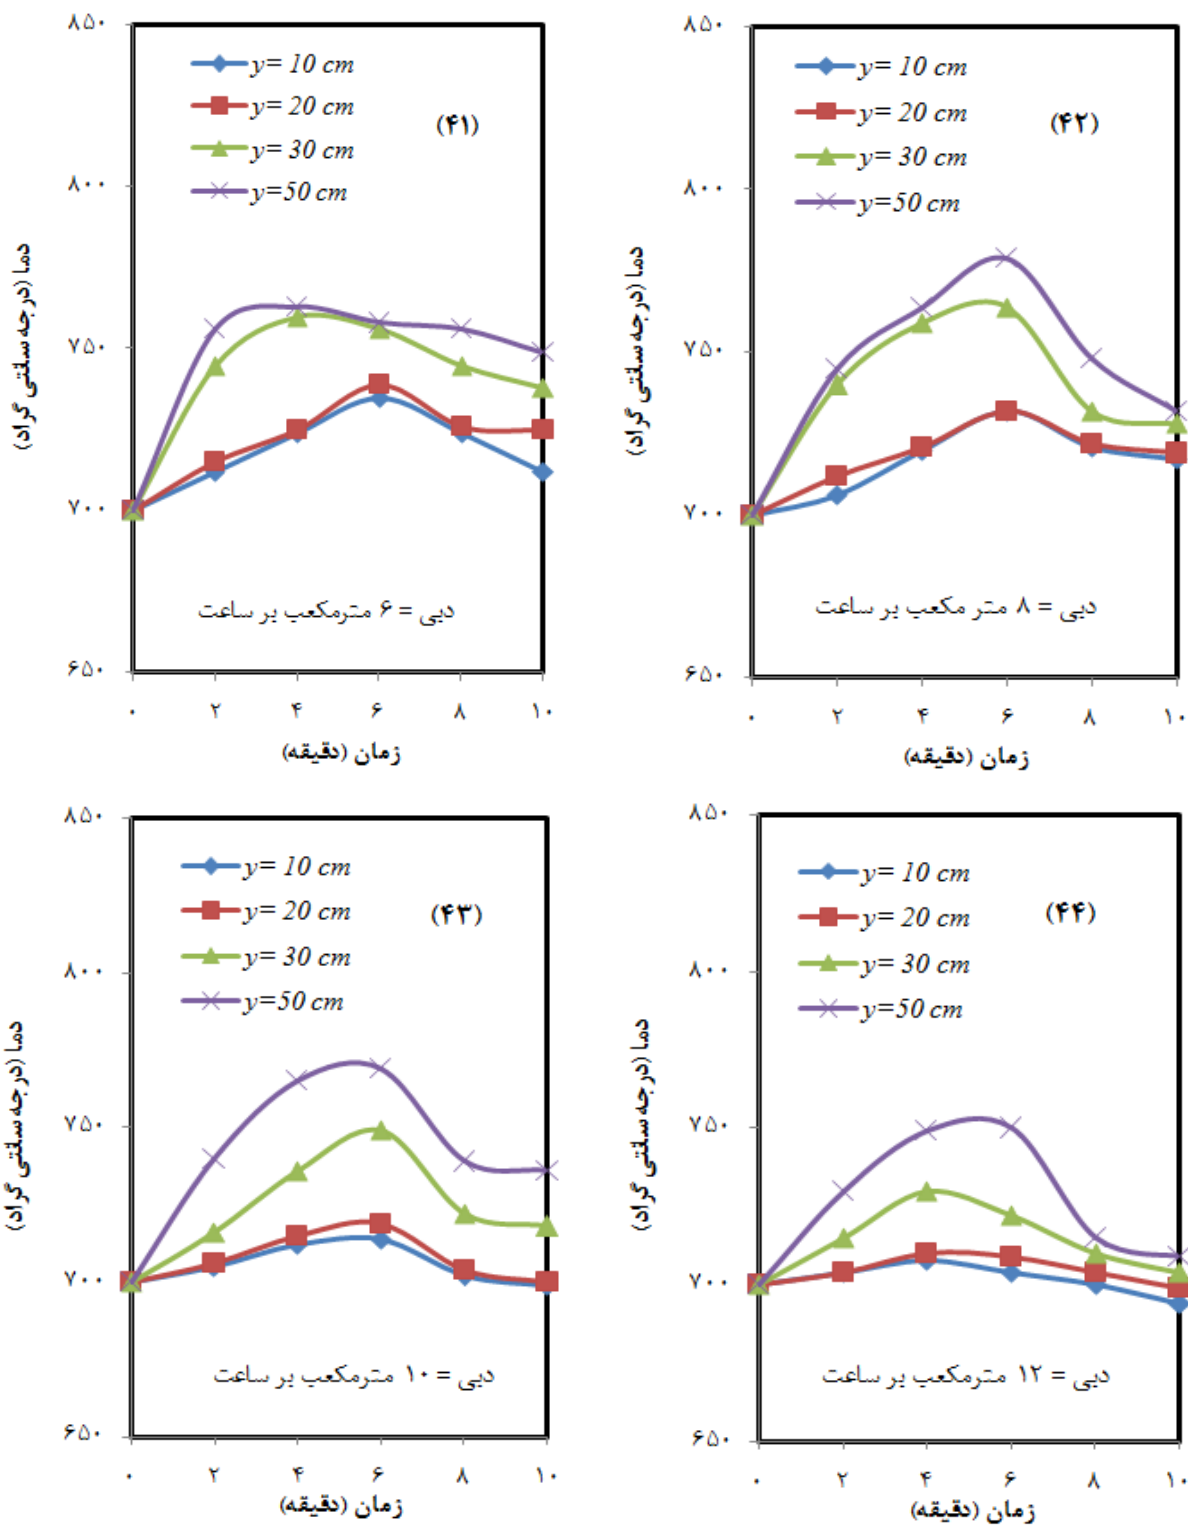 ۸۵۰
۸۰۰
۷۵۰
۷۰۰
۶۵۰
دما (درجه سلنتی گراد)
y= 10 cm
y= 20 cm
y= 30 cm
y=50 cm
(۴۱)
دبی = ۶ مترمکعب بر ساعت
۰ ۲ ۴ ۶ ۸ ۱۰
زمان (دقیقه)
۸۵۰
۸۰۰
۷۵۰
۷۰۰
۶۵۰
دما (درجه سلنتی گراد)
y= 10 cm
y= 20 cm
y= 30 cm
y=50 cm
(۴۲)
دبی = ۸ متر مکعب بر ساعت
۰ ۲ ۴ ۶ ۸ ۱۰
زمان (دقیقه)
۸۵۰
۸۰۰
۷۵۰
۷۰۰
۶۵۰
دما (درجه سلنتی گراد)
y= 10 cm
y= 20 cm
y= 30 cm
y=50 cm
(۴۳)
دبی = ۱۰ مترمکعب بر ساعت
۰ ۲ ۴ ۶ ۸ ۱۰
زمان (دقیقه)
۸۵۰
۸۰۰
۷۵۰
۷۰۰
۶۵۰
دما (درجه سلنتی گراد)
y= 10 cm
y= 20 cm
y= 30 cm
y=50 cm
(۴۴)
دبی = ۱۲ مترمکعب بر ساعت
۰ ۲ ۴ ۶ ۸ ۱۰
زمان (دقیقه)